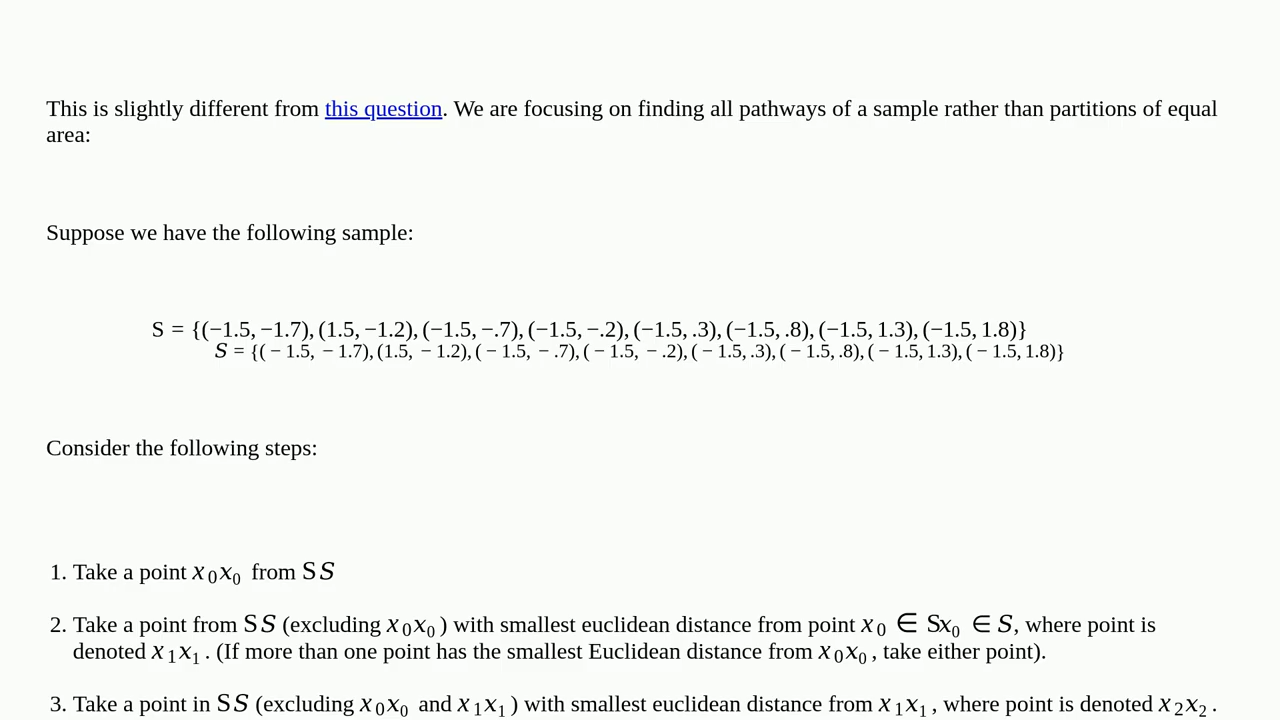 This is slightly different from this question. We are focusing on finding all pathways of a sample rather than partitions of equal
area:
Suppose we have the following sample:
S = {(−1.5, −1.7), (1.5, −1.2), (−1.5, −.7), (−1.5, −.2), (−1.5, .3), (−1.5, .8), (−1.5, 1.3), (−1.5, 1.8)}
S = {( − 1.5, − 1.7), (1.5, − 1.2), ( − 1.5, − .7), ( − 1.5, − .2), ( − 1.5, .3), ( − 1.5, .8), ( − 1.5, 1.3), ( − 1.5, 1.8)}
Consider the following steps:
1. Take a point x₀x₀ from SS
2. Take a point from SS (excluding x₀x₀) with smallest euclidean distance from point x₀ ∈ Sx₀ ∈ S, where point is
denoted x₁x₁. (If more than one point has the smallest Euclidean distance from x₀x₀, take either point).
3. Take a point in SS (excluding x₀x₀ and x₁x₁) with smallest euclidean distance from x₁x₁, where point is denoted x₂x₂.